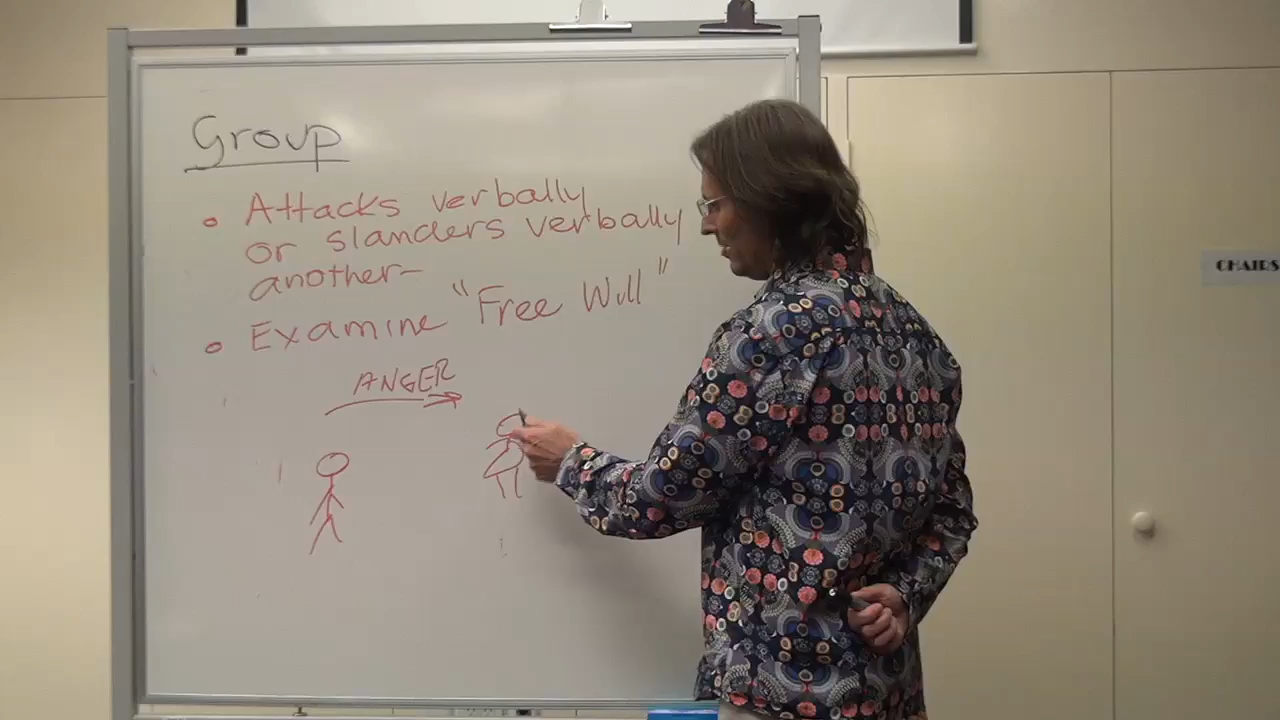 Group
• Attacks verbally
or slanders verbally
another-
• Examine "Free Will"
ANGER
CHAIRS